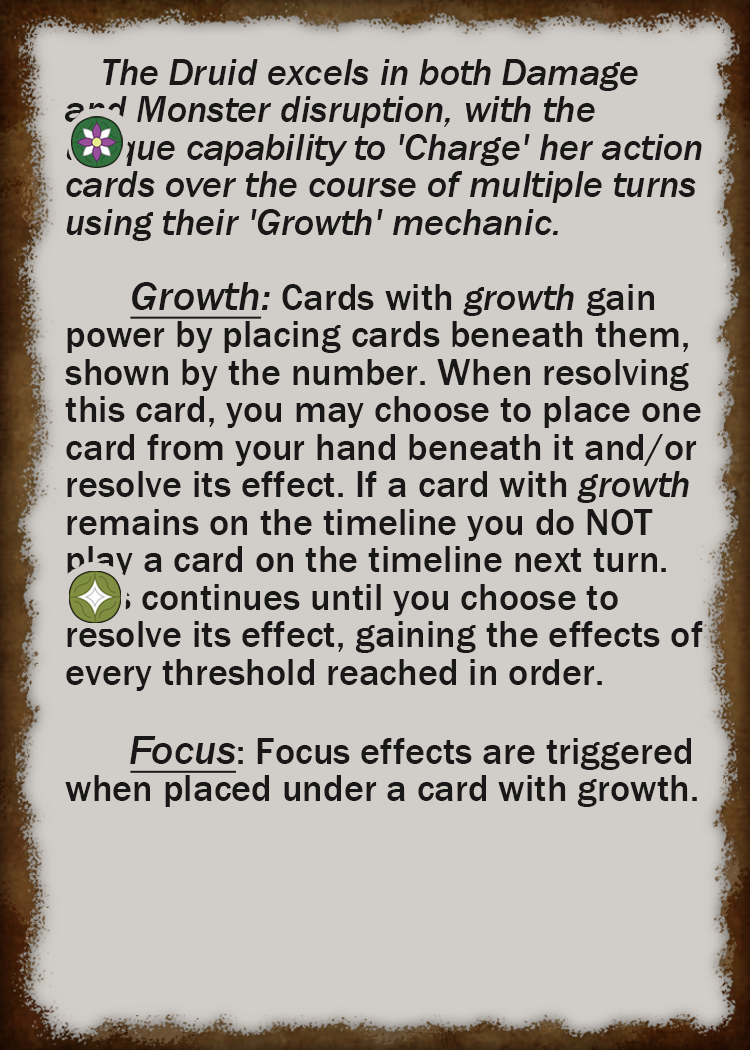 The Druid excels in both Damage
and Monster disruption, with the
capability to 'Charge' her action
cards over the course of multiple turns
using their 'Growth' mechanic.
Growth: Cards with growth gain
power by placing cards beneath them,
shown by the number. When resolving
this card, you may choose to place one
card from your hand beneath it and/or
resolve its effect. If a card with growth
remains on the timeline you do NOT
play a card on the timeline next turn.
continues until you choose to
resolve its effect, gaining the effects of
every threshold reached in order.
Focus: Focus effects are triggered
when placed under a card with growth.